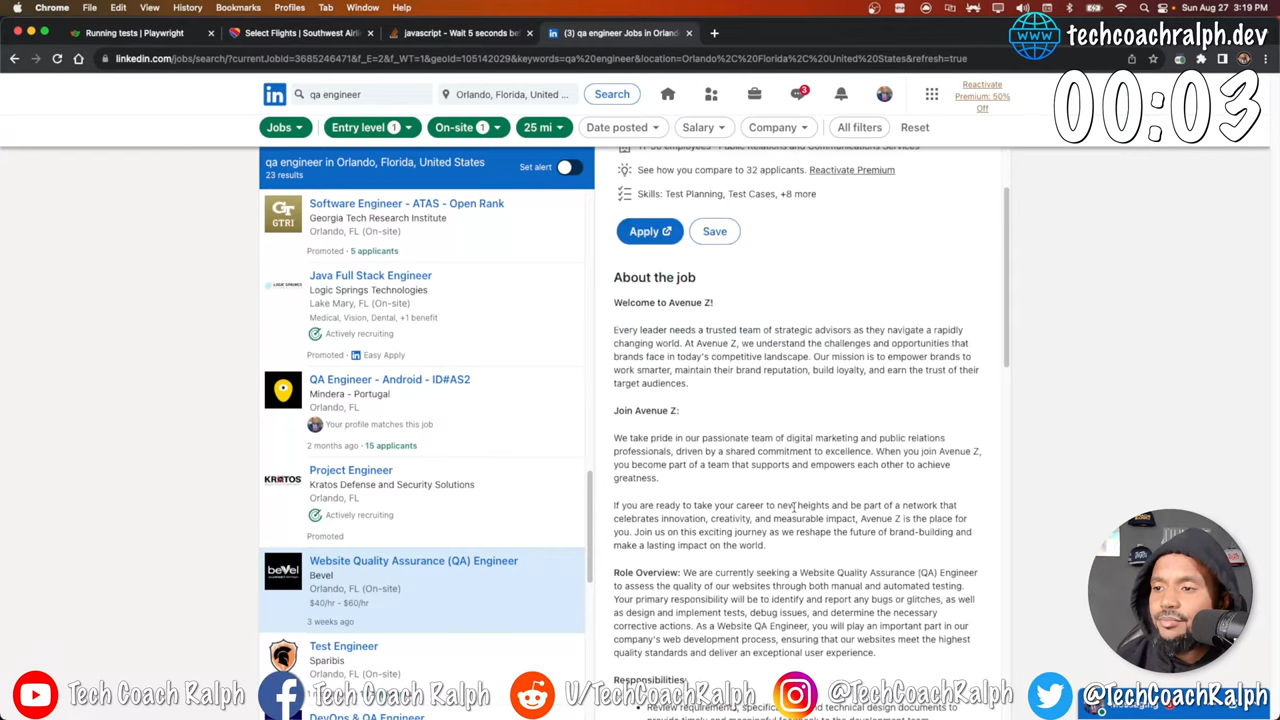 Chrome File Edit View History Bookmarks Profiles Tab Window Help
Running tests | Playwright
Select Flights | Southwest Airli
javascript - Wait 5 seconds be
(3) qa engineer Jobs in Orland
techcoachralph.dev
linkedin.com/jobs/search/?currentJobId=3685246471&f_E=2&f_WT=1&geoId=105142029&keywords=qa%20engineer&location=Orlando%2C%20Florida%2C%20United%20States&refresh=true
qa engineer
Orlando, Florida, United ...
Search
3
Reactivate
Premium: 50%
Off
00:03
Jobs
Entry level 1
On-site 1
25 mi
Date posted
Salary
Company
All filters
Reset
qa engineer in Orlando, Florida, United States
23 results
Set alert
Software Engineer - ATAS - Open Rank
Georgia Tech Research Institute
Orlando, FL (On-site)
Promoted · 5 applicants
Java Full Stack Engineer
Logic Springs Technologies
Lake Mary, FL (On-site)
Medical, Vision, Dental, +1 benefit
Actively recruiting
Promoted · Easy Apply
QA Engineer - Android - ID#AS2
Mindera - Portugal
Orlando, FL
Your profile matches this job
2 months ago · 15 applicants
Project Engineer
Kratos Defense and Security Solutions
Orlando, FL
Actively recruiting
Promoted
Website Quality Assurance (QA) Engineer
Bevel
Orlando, FL (On-site)
$40/hr - $60/hr
3 weeks ago
Test Engineer
Sparibis
Orlando, FL
DevOps & QA Engineer
employees · Public Relations and Communications Services
See how you compare to 32 applicants. Reactivate Premium
Skills: Test Planning, Test Cases, +8 more
Apply
Save
About the job
Welcome to Avenue Z!
Every leader needs a trusted team of strategic advisors as they navigate a rapidly
changing world. At Avenue Z, we understand the challenges and opportunities that
brands face in today's competitive landscape. Our mission is to empower brands to
work smarter, maintain their brand reputation, build loyalty, and earn the trust of their
target audiences.
Join Avenue Z:
We take pride in our passionate team of digital marketing and public relations
professionals, driven by a shared commitment to excellence. When you join Avenue Z,
you become part of a team that supports and empowers each other to achieve
greatness.
If you are ready to take your career to new heights and be part of a network that
celebrates innovation, creativity, and measurable impact, Avenue Z is the place for
you. Join us on this exciting journey as we reshape the future of brand-building and
make a lasting impact on the world.
Role Overview: We are currently seeking a Website Quality Assurance (QA) Engineer
to assess the quality of our websites through both manual and automated testing.
Your primary responsibility will be to identify and report any bugs or glitches, as well
as design and implement tests, debug issues, and determine the necessary
corrective actions. As a Website QA Engineer, you will play an important part in our
company's web development process, ensuring that our websites meet the highest
quality standards and deliver an exceptional user experience.
Responsibilities
Tech Coach Ralph
Tech Coach Ralph
U/TechCoachRalph
@TechCoachRalph
@TechCoachRalph